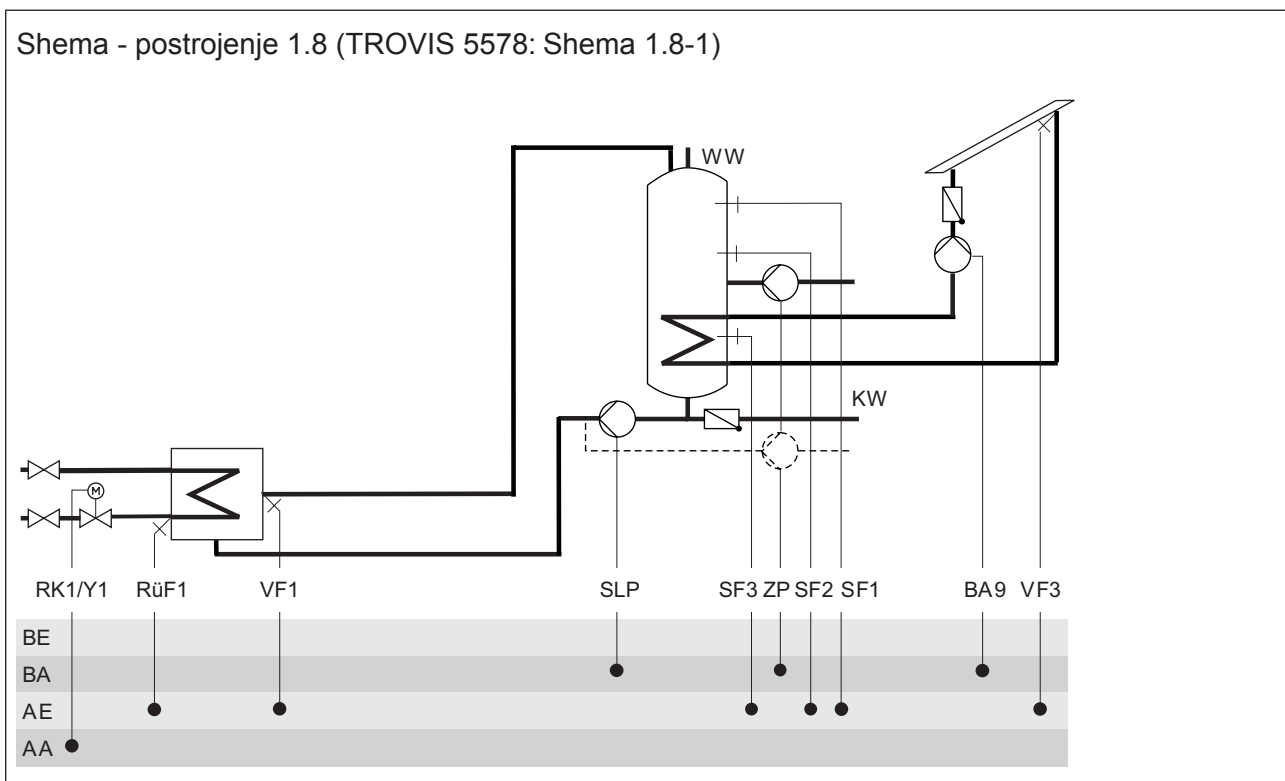 Shema - postrojenje 1.8 (TROVIS 5578: Shema 1.8-1)
WW
KW
M
RK1/Y1 RüF1 VF1 SLP SF3 ZP SF2 SF1 BA9 VF3
BE
BA
AE
AA